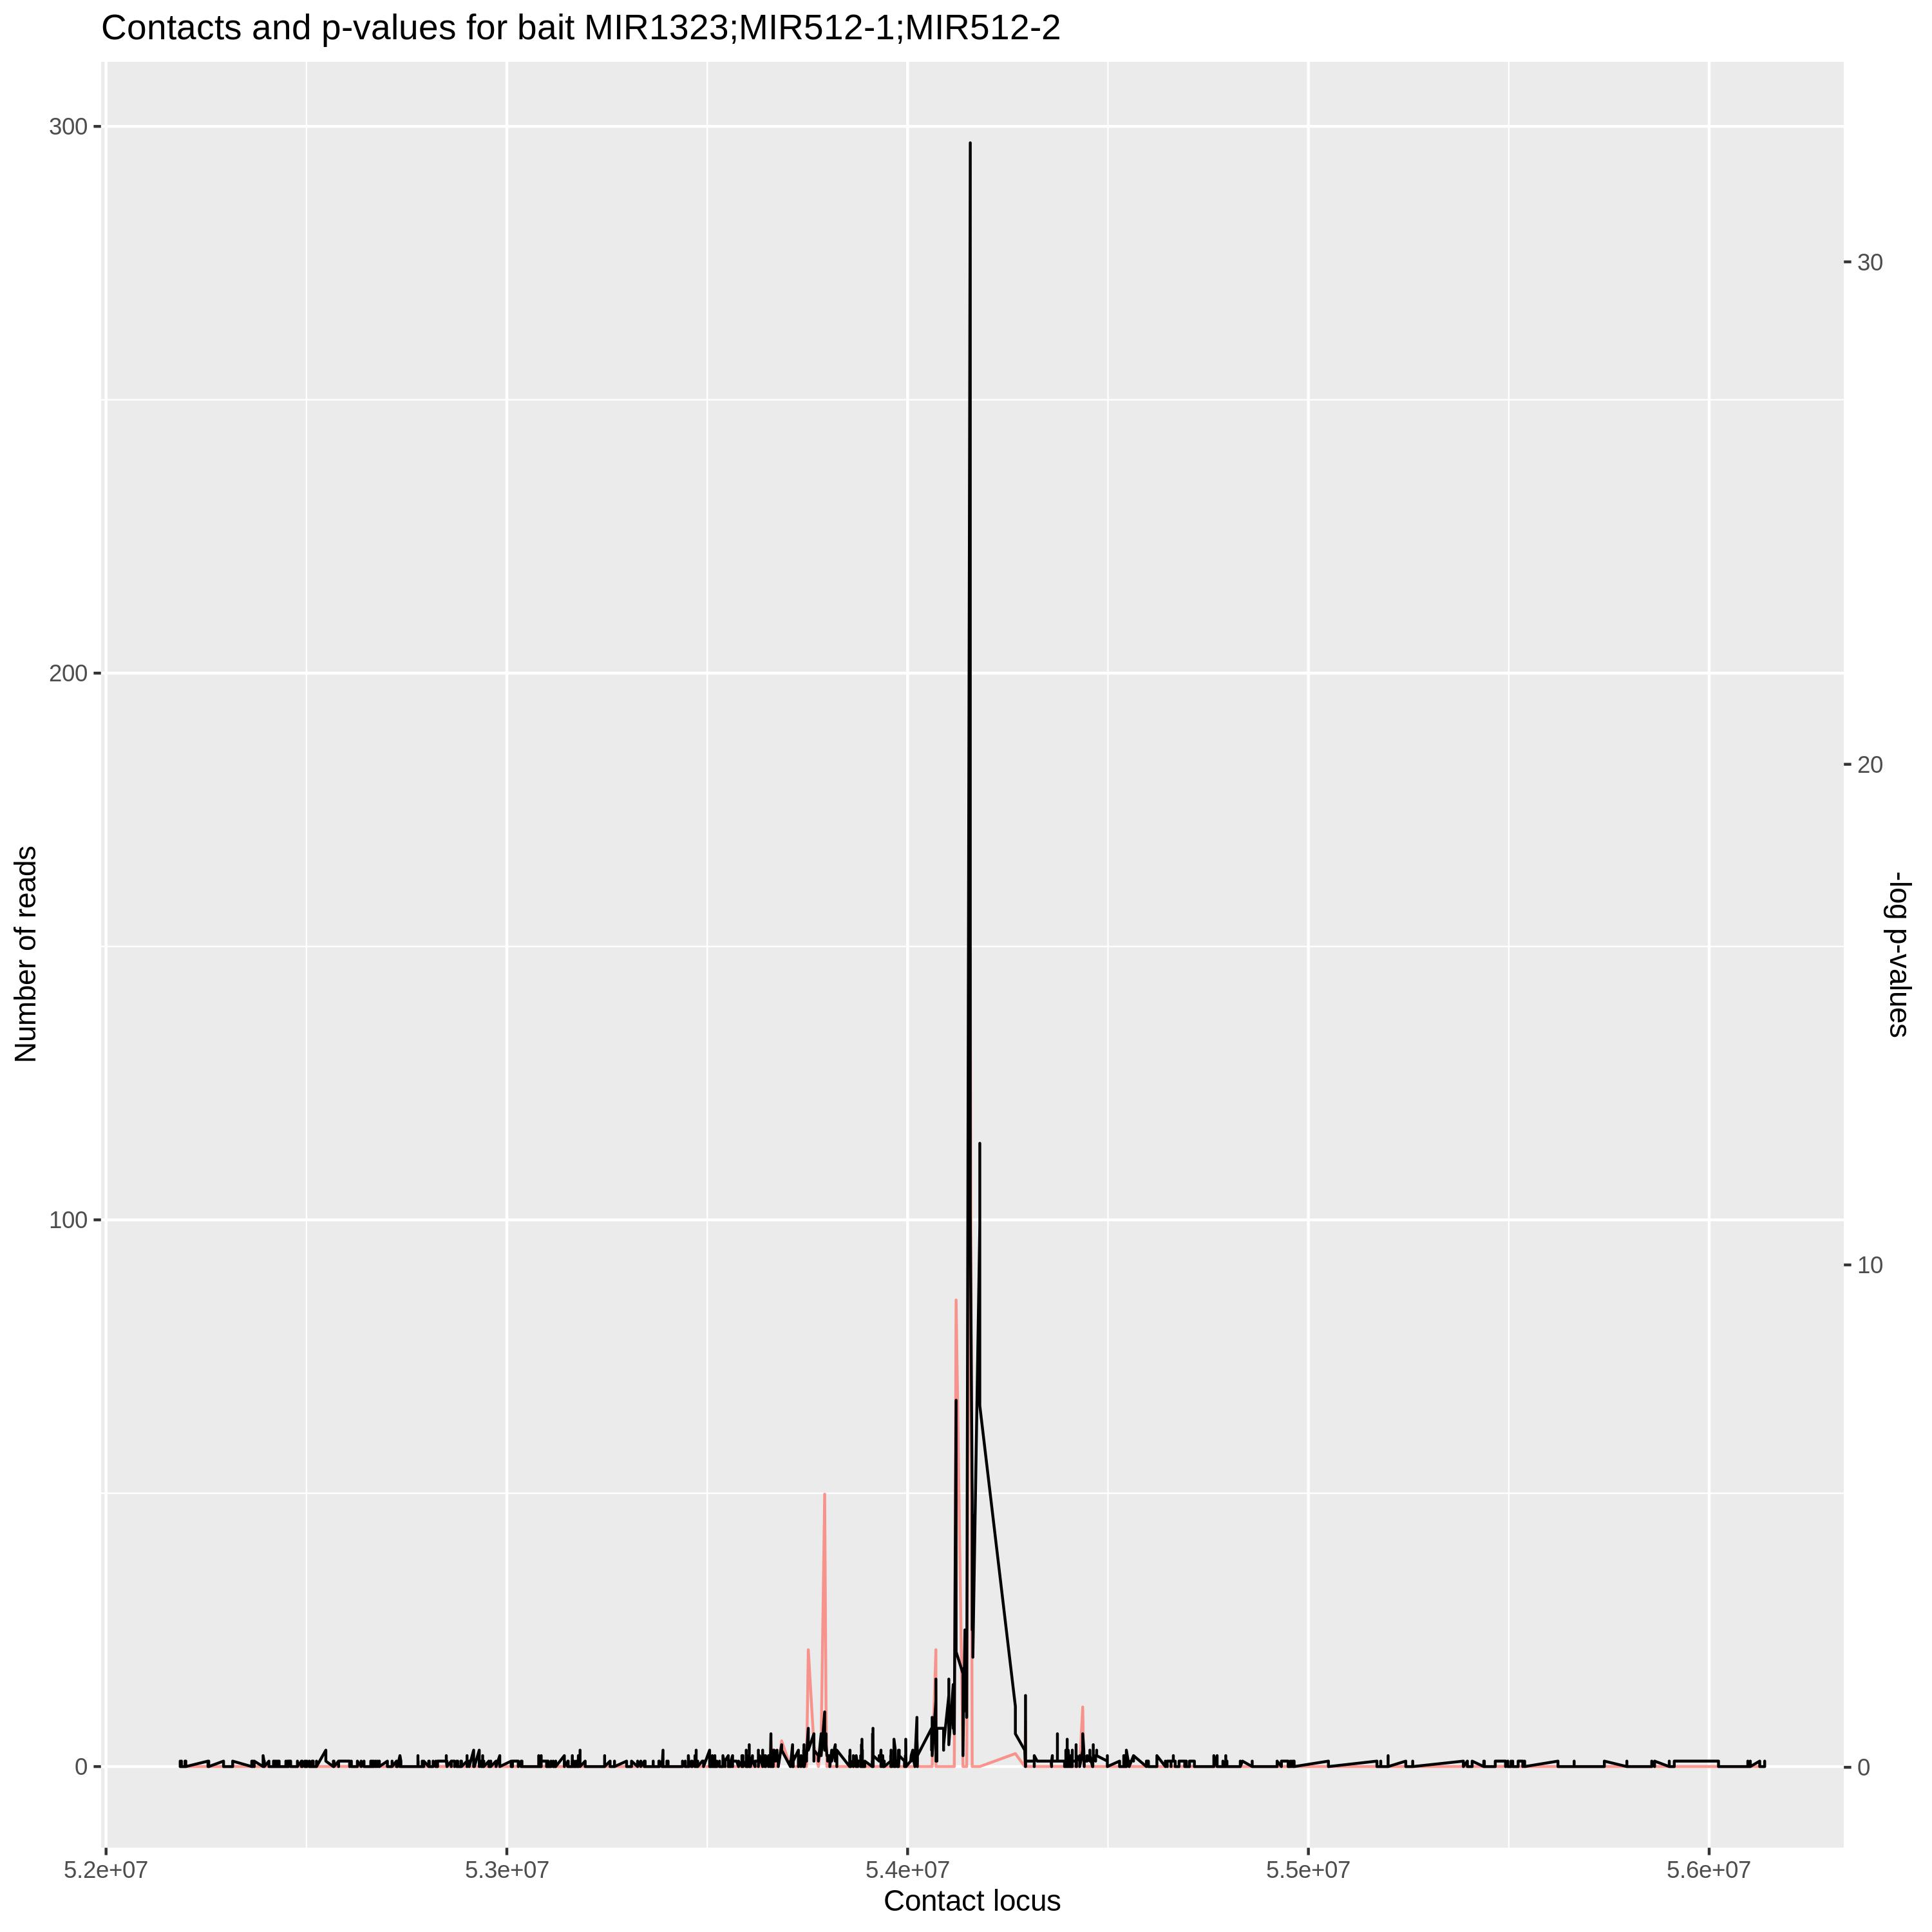 Contacts and p-values for bait MIR1323;MIR512-1;MIR512-2
300
200
100
0
Number of reads
30
20
10
0
-log p-values
5.2e+07
5.3e+07
5.4e+07
5.5e+07
5.6e+07
Contact locus